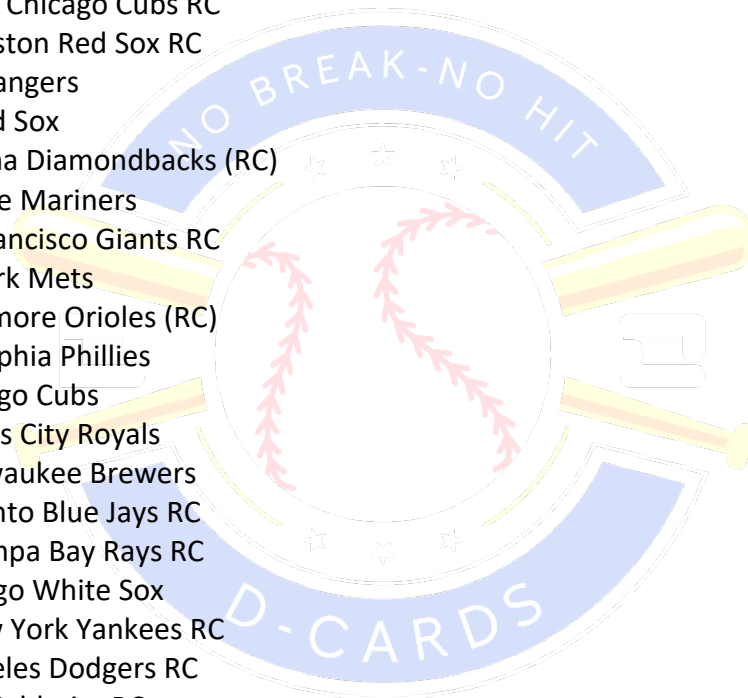 Chicago Cubs RC
ston Red Sox RC
angers
d Sox
na Diamondbacks (RC)
e Mariners
ancisco Giants RC
rk Mets
more Orioles (RC)
phia Phillies
go Cubs
s City Royals
vaukee Brewers
nto Blue Jays RC
mpa Bay Rays RC
go White Sox
v York Yankees RC
eles Dodgers RC
NO BREAK-NO HIT
D-CARDS